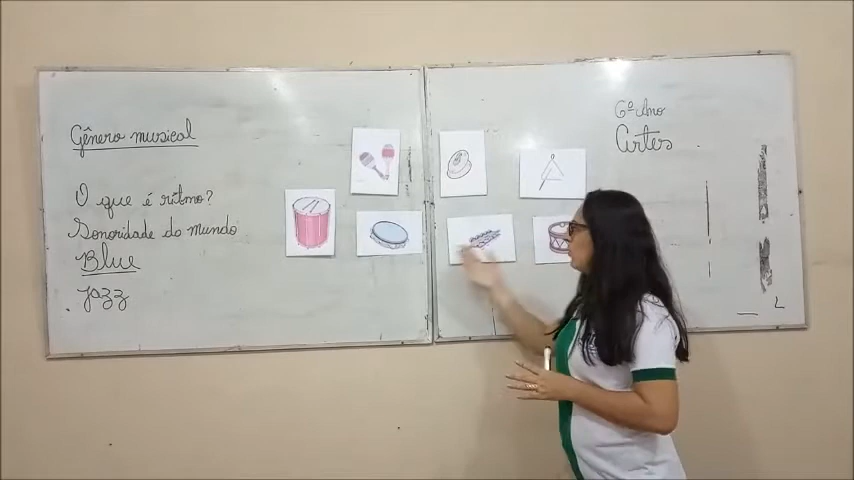 Gênero musical
O que é ritmo?
Sonoridade do mundo
Blue
. Jazz
6º Ano
Artes